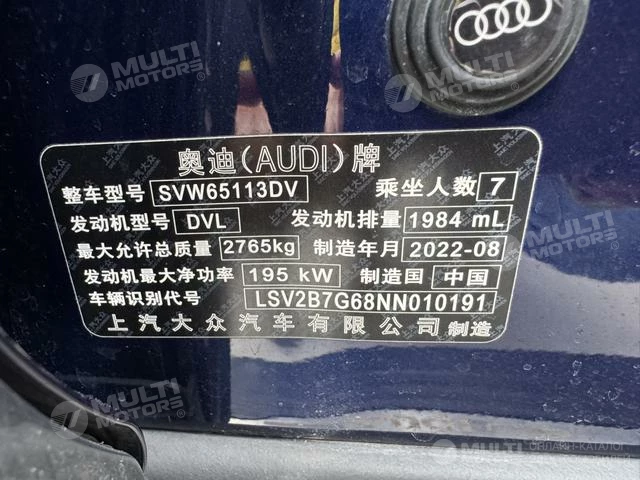 MULTI
MOTORS®
MULTI
MOTORS®
奥迪(AUDI)牌
整车型号 SVW65113DV 乘坐人数 7
发动机型号 DVL 发动机排量 1984 mL
最大允许总质量 2765kg 制造年月 2022-08
发动机最大净功率 195 kW 制造国 中国
车辆识别代号 LSV2B7G68NN010191
上汽大众汽车有限公司 制造
MULTI
MOTORS®
MULTI
ОНЛАЙН-КАТАЛОГ